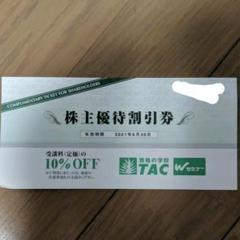 COMPLIMENTARY TICKET FOR SHAREHOLDERS
株主優待割引券
有効期間 2021年6月30日
受講料(定価)の
10%OFF
資格の学校
TAC
Wセミナー